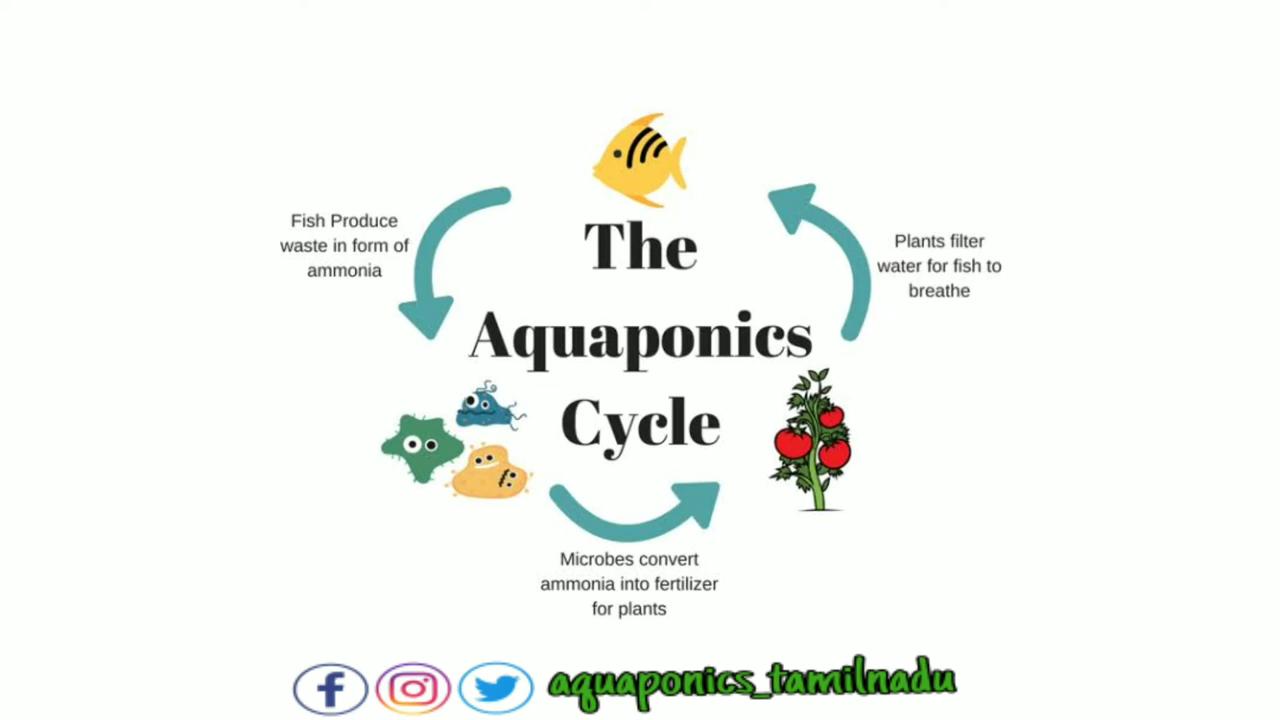 The
Aquaponics
Cycle
Fish Produce
waste in form of
ammonia
Microbes convert
ammonia into fertilizer
for plants
Plants filter
water for fish to
breathe
aquaponics_tamilnadu